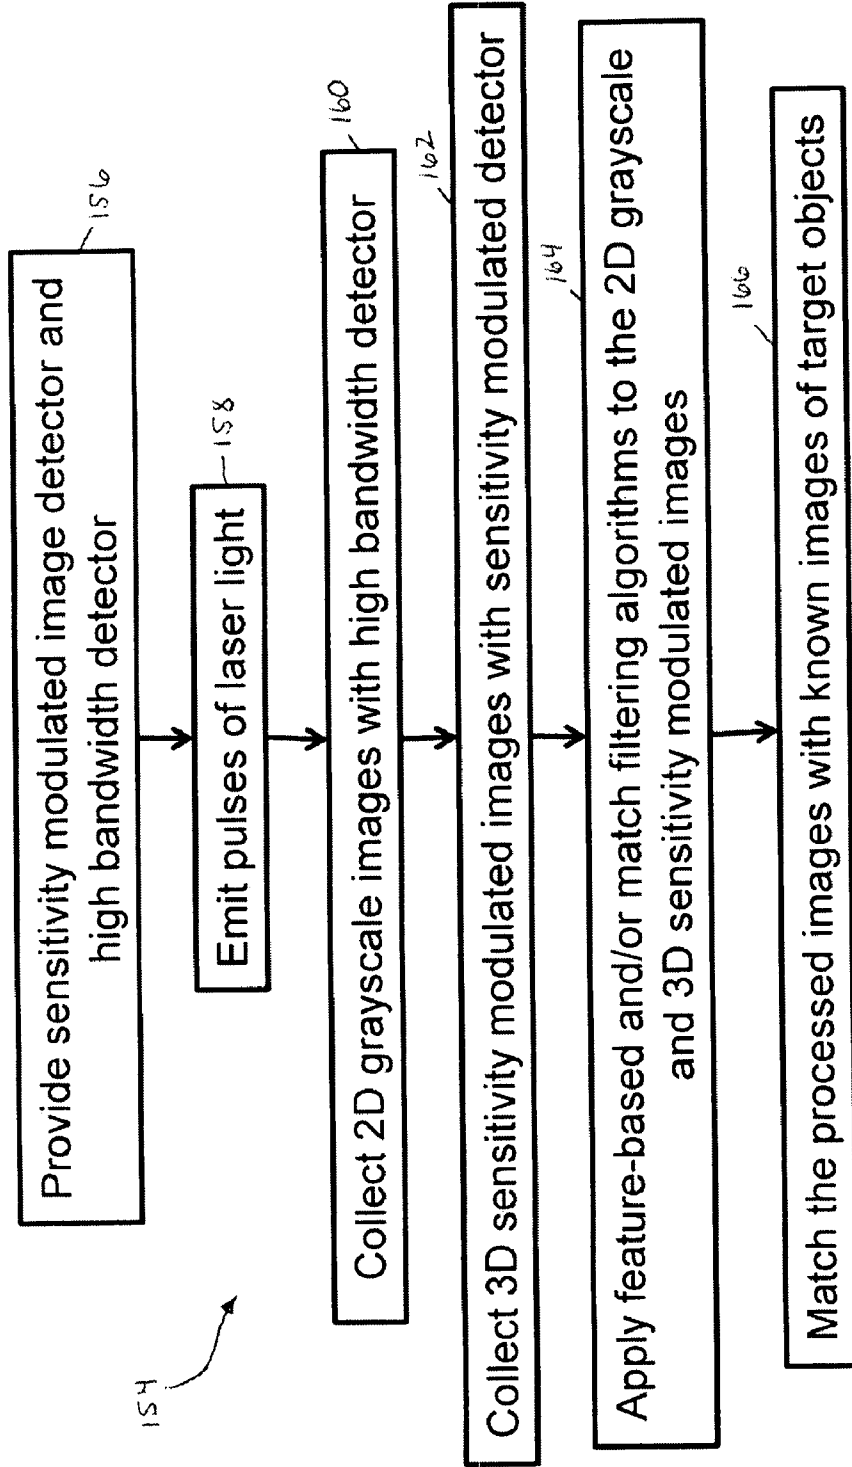 154
Provide sensitivity modulated image detector and
high bandwidth detector
156
Emit pulses of laser light
158
Collect 2D grayscale images with high bandwidth detector
160
Collect 3D sensitivity modulated images with sensitivity modulated detector
162
Apply feature-based and/or match filtering algorithms to the 2D grayscale
and 3D sensitivity modulated images
164
Match the processed images with known images of target objects
166